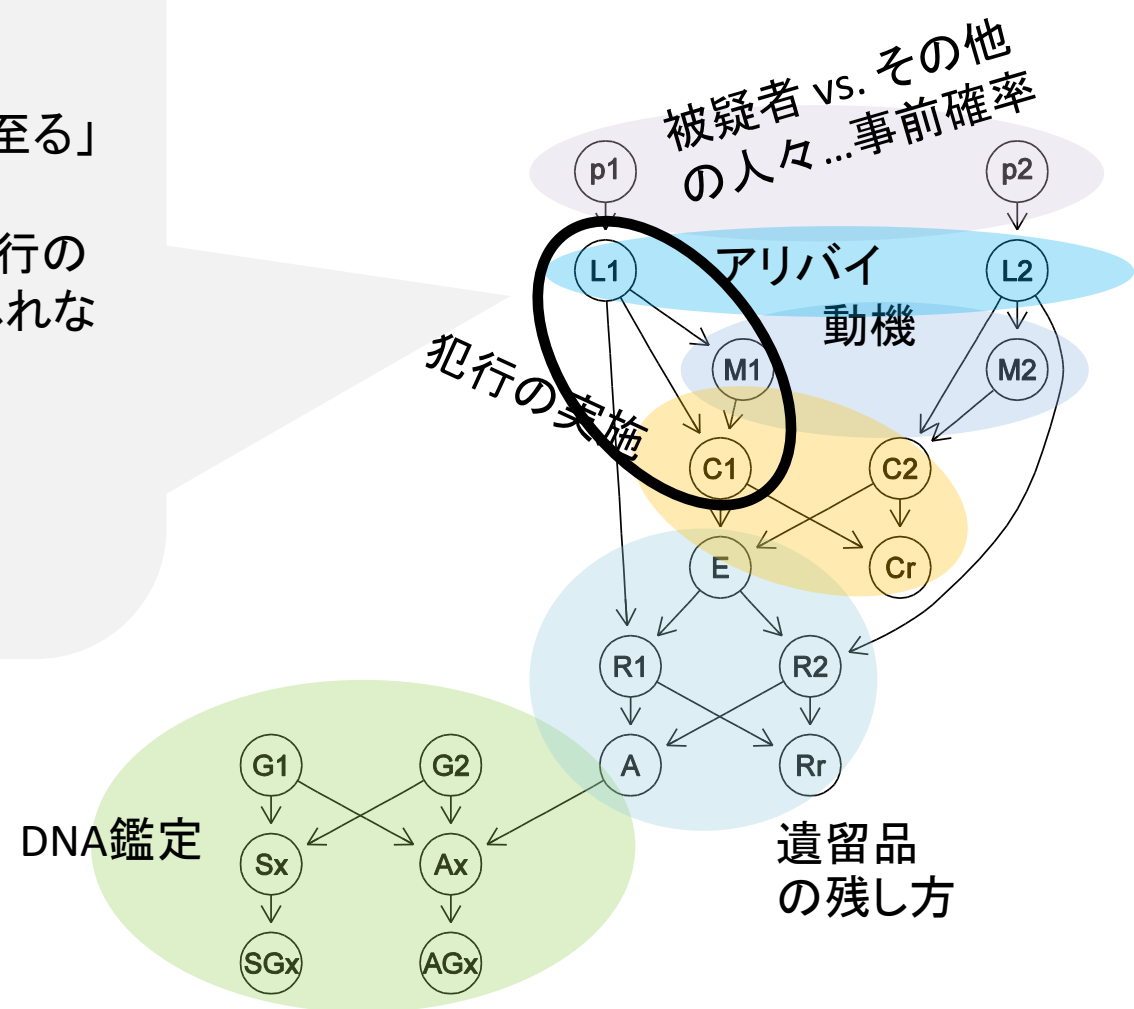 至る」
行の
れな
被疑者 vs. その他
の人々…事前確率
p1
p2
L1
アリバイ
L2
動機
犯行の実施
M1
M2
C1
C2
E
Cr
R1
R2
G1
G2
A
Rr
DNA鑑定
Sx
Ax
遺留品
の残し方
SGx
AGx